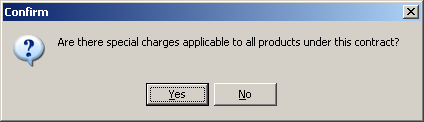 Confirm
Are there special charges applicable to all products under this contract?
Yes No